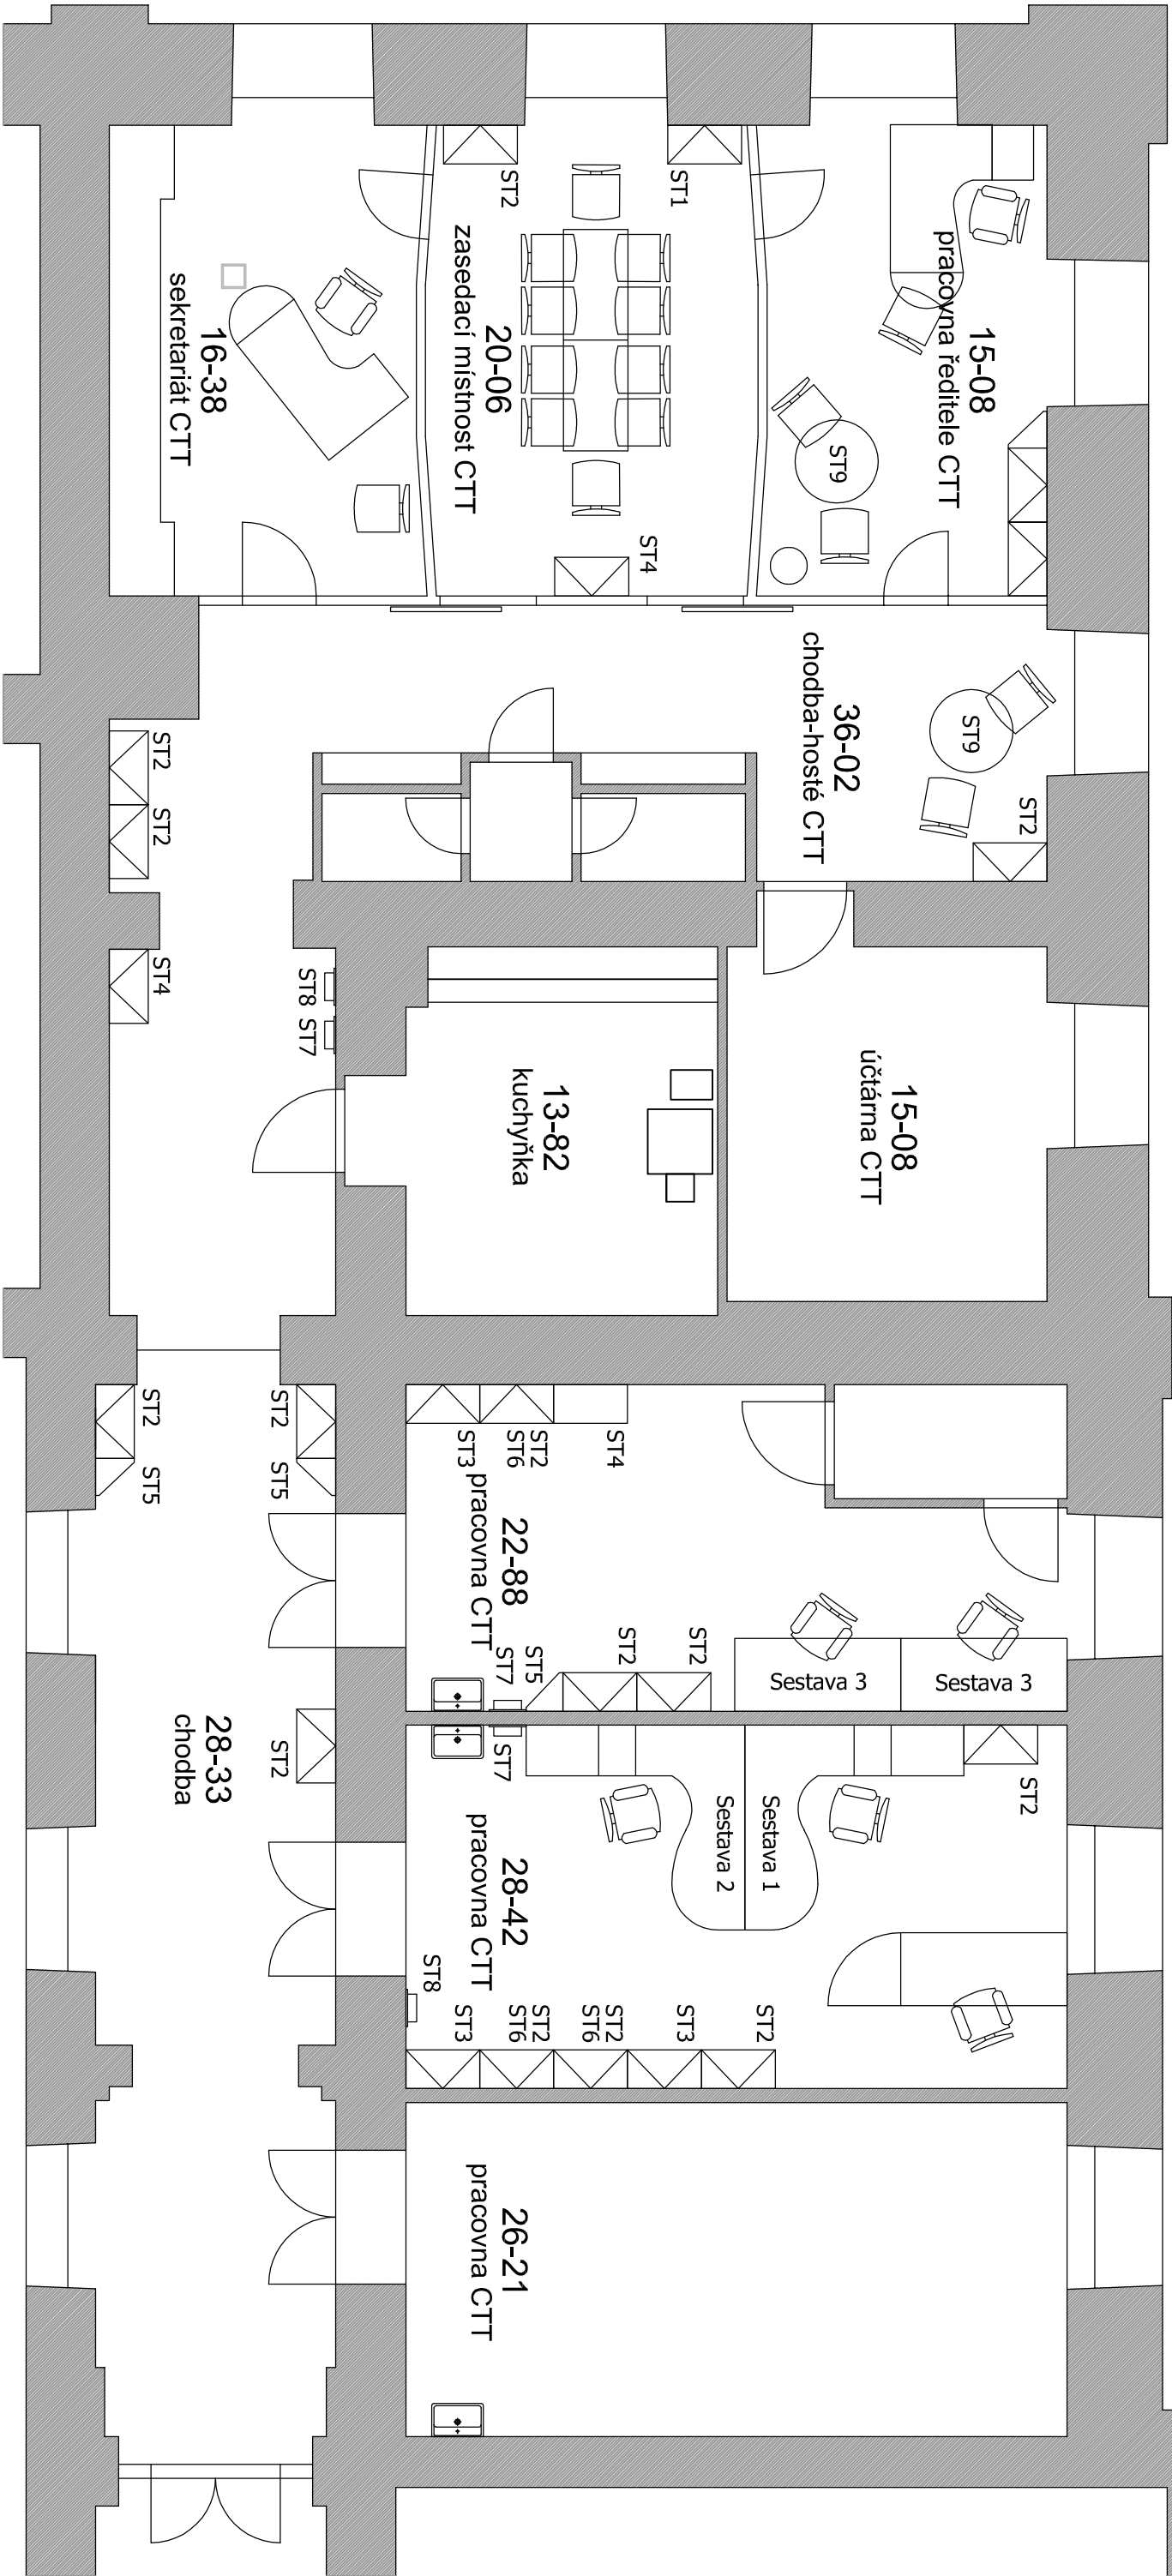 ST1
ST2
20-06
zasedací místnost CTT
ST4
15-08
pracovna ředitele CTT
ST9
16-38
sekretariát CTT
36-02
chodba-hosté CTT
ST9
ST2
ST2
ST2
ST4
ST8
ST7
13-82
kuchyňka
15-08
účtárna CTT
ST2
ST5
ST2
ST5
ST3
ST2
ST6
ST4
22-88
pracovna CTT
ST7
ST5
ST2
ST2
Sestava 3
Sestava 3
28-33
chodba
ST2
ST7
Sestava 1
Sestava 2
ST2
28-42
pracovna CTT
ST8
ST3
ST2
ST6
ST2
ST6
ST3
ST2
26-21
pracovna CTT